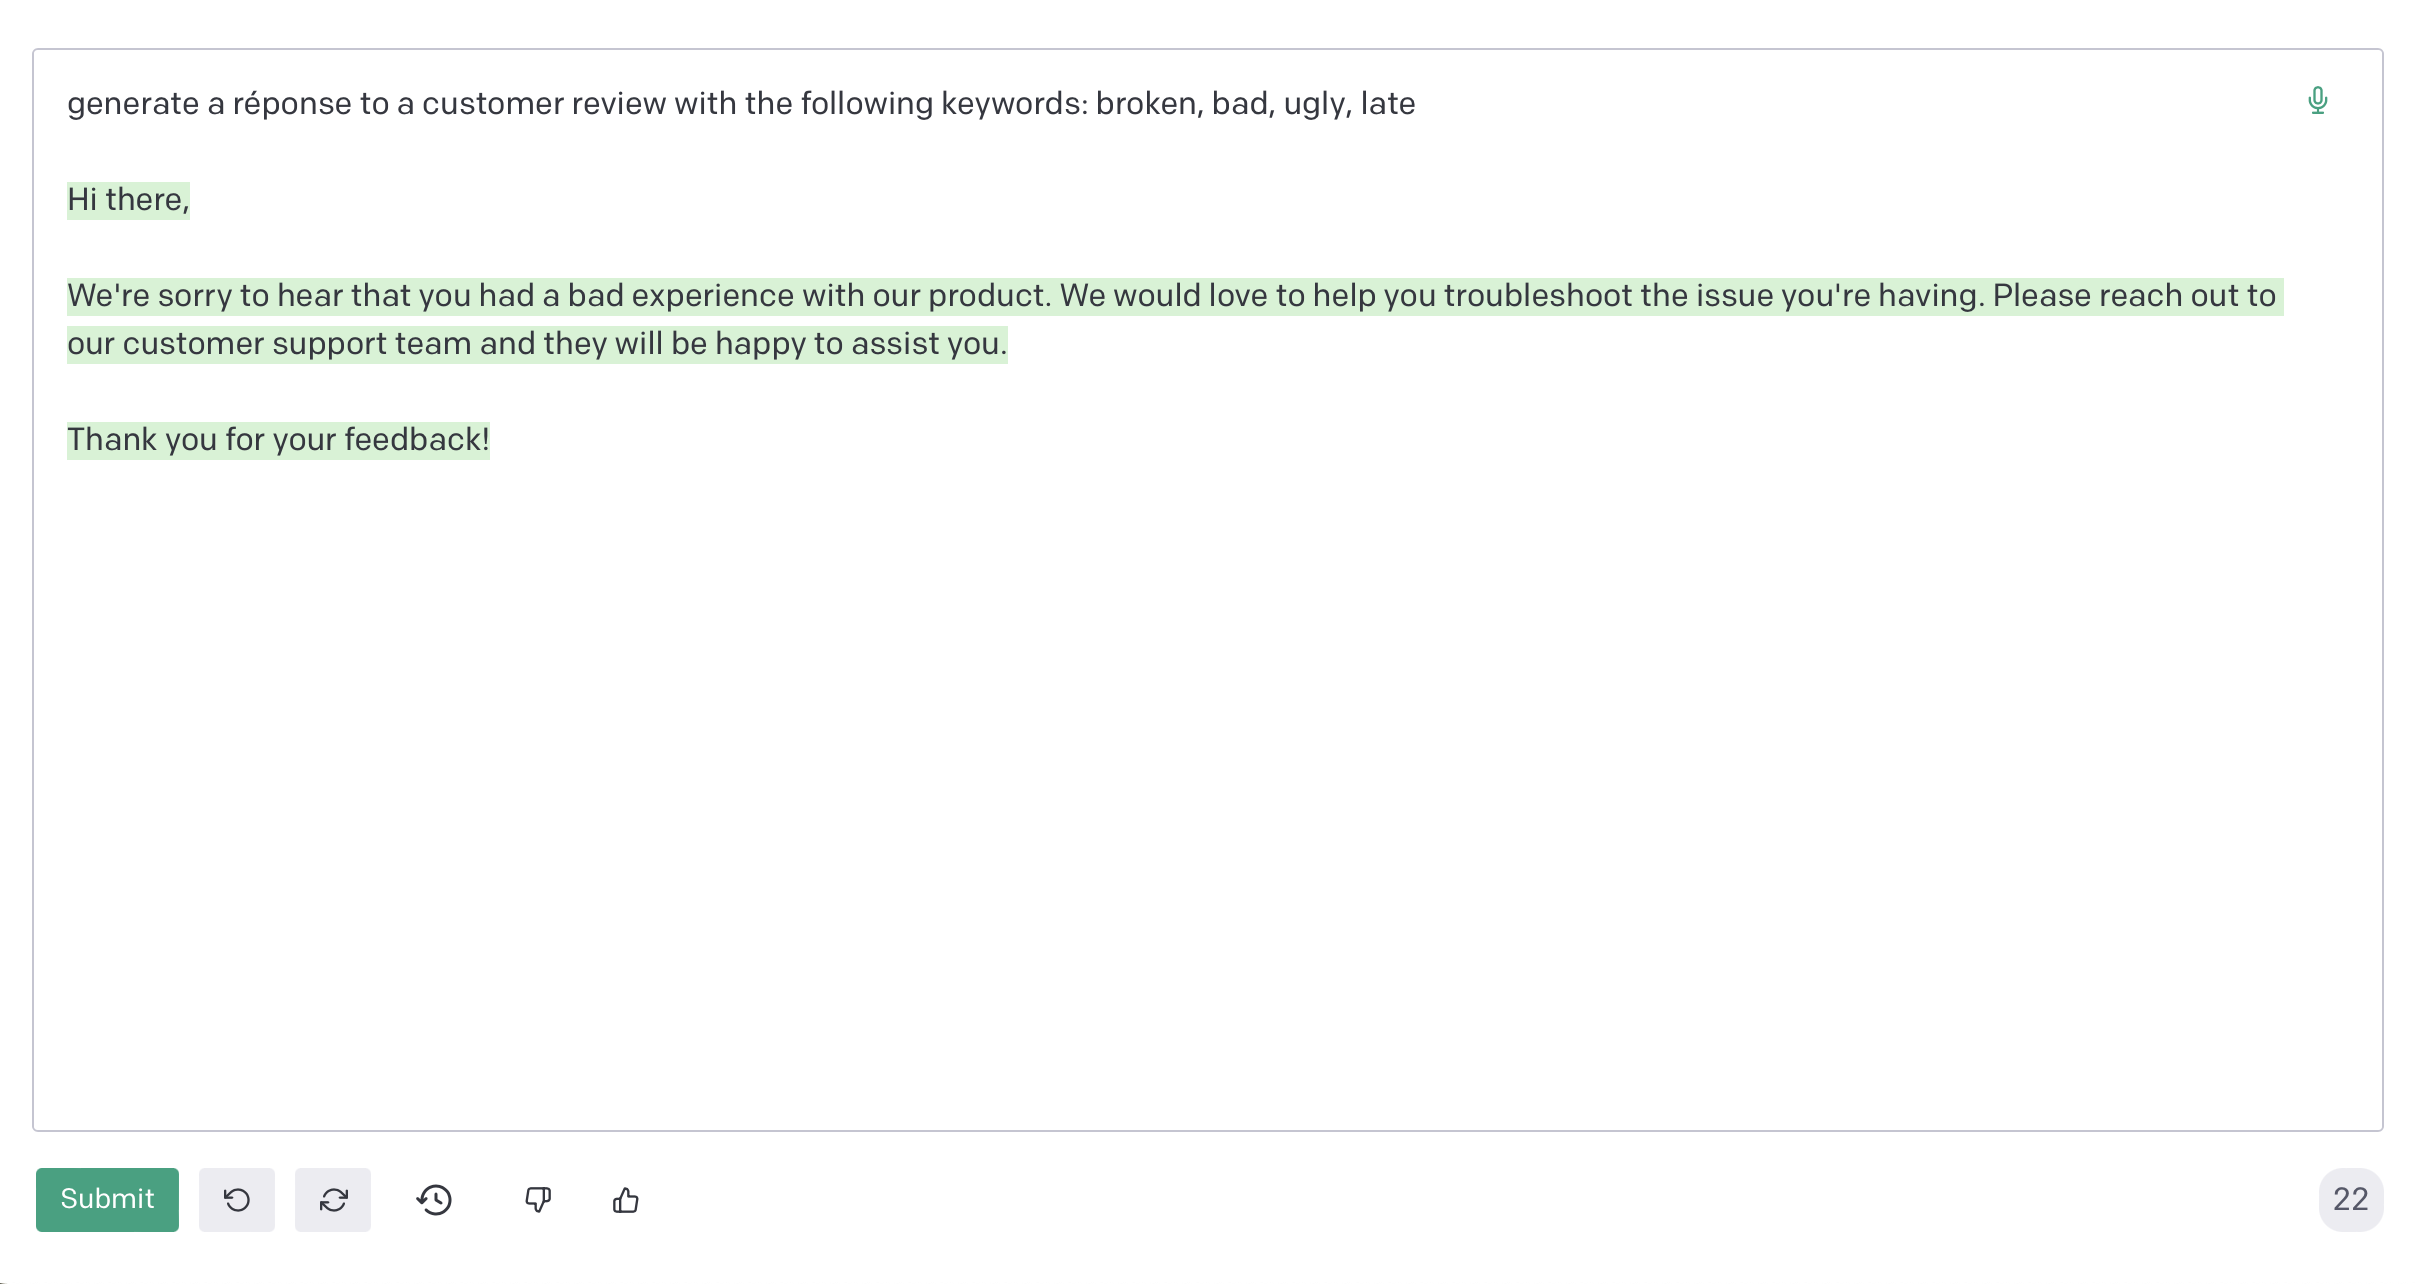 generate a réponse to a customer review with the following keywords: broken, bad, ugly, late
Hi there,
We're sorry to hear that you had a bad experience with our product. We would love to help you troubleshoot the issue you're having. Please reach out to
our customer support team and they will be happy to assist you.
Thank you for your feedback!
Submit
22